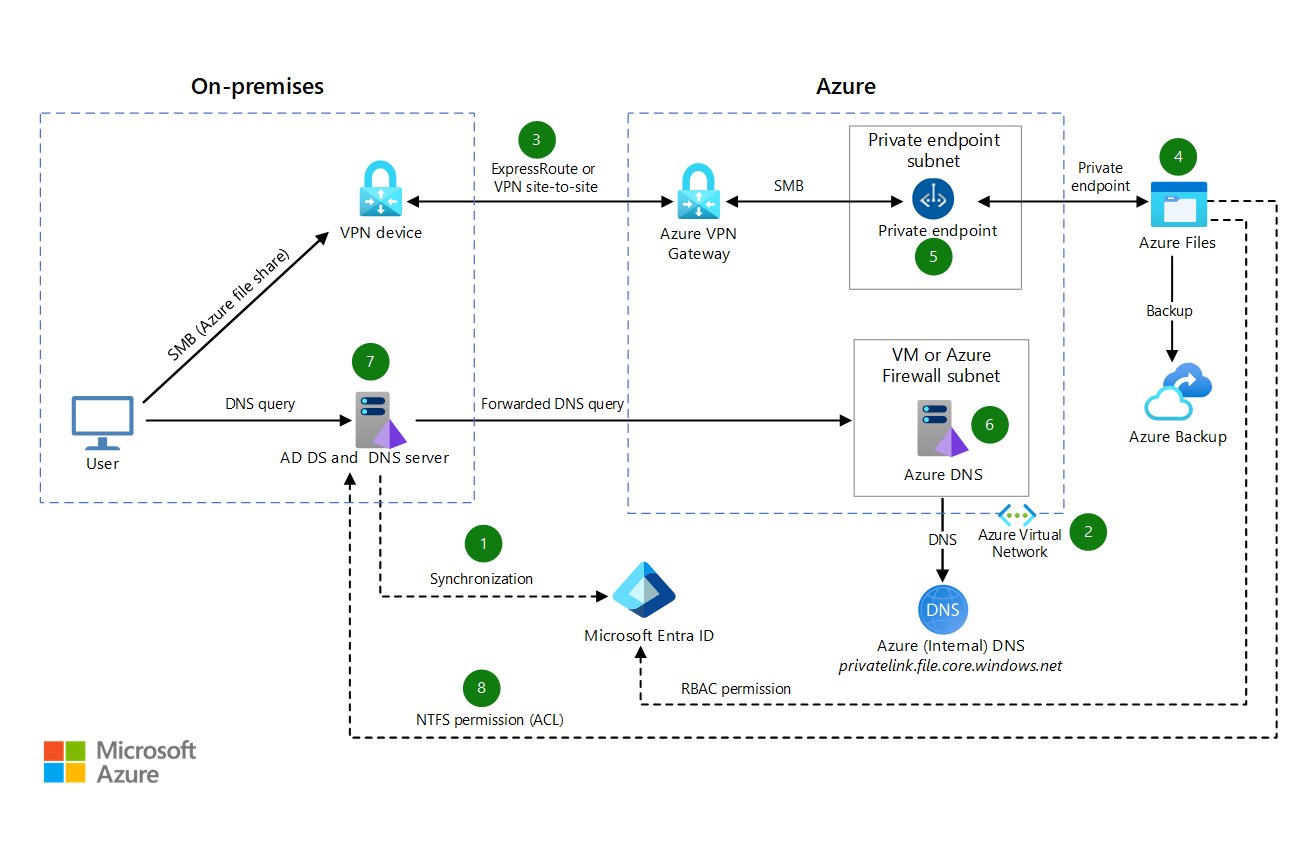 On-premises
Azure
3
ExpressRoute or
VPN site-to-site
VPN device
SMB (Azure file share)
Azure VPN
Gateway
SMB
Private endpoint
subnet
Private endpoint
5
Private
endpoint
4
Azure Files
Backup
Azure Backup
User
DNS query
7
AD DS and DNS server
Forwarded DNS query
VM or Azure
Firewall subnet
6
Azure DNS
Azure Virtual
Network
2
DNS
DNS
Azure (Internal) DNS
privatelink.file.core.windows.net
1
Synchronization
Microsoft Entra ID
RBAC permission
8
NTFS permission (ACL)
Microsoft
Azure